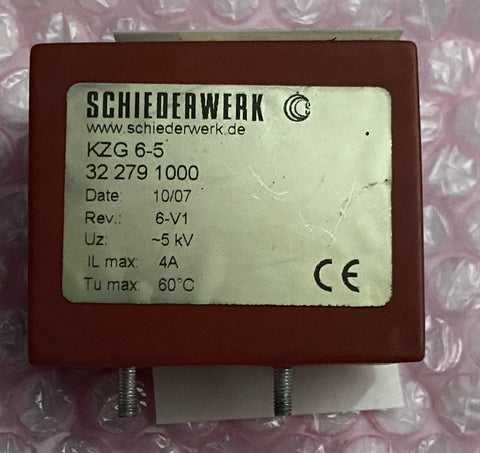 SCHIEDERWERK
www.schiederwerk.de
KZG 6-5
32 279 1000
Date: 10/07
Rev.: 6-V1
Uz: ~5 kV
IL max: 4A
Tu max: 60°C
CE